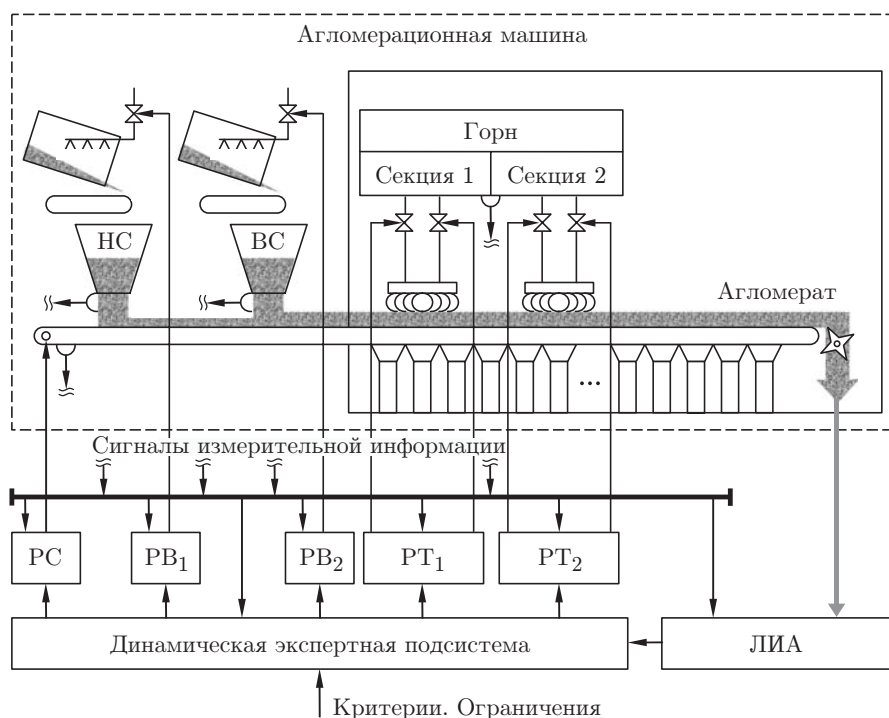 Агломерационная машина
Горн
Секция 1 Секция 2
НС ВС
Агломерат
...
Сигналы измерительной информации
РС РВ1 РВ2 РТ1 РТ2
Динамическая экспертная подсистема ЛИА
Критерии. Ограничения